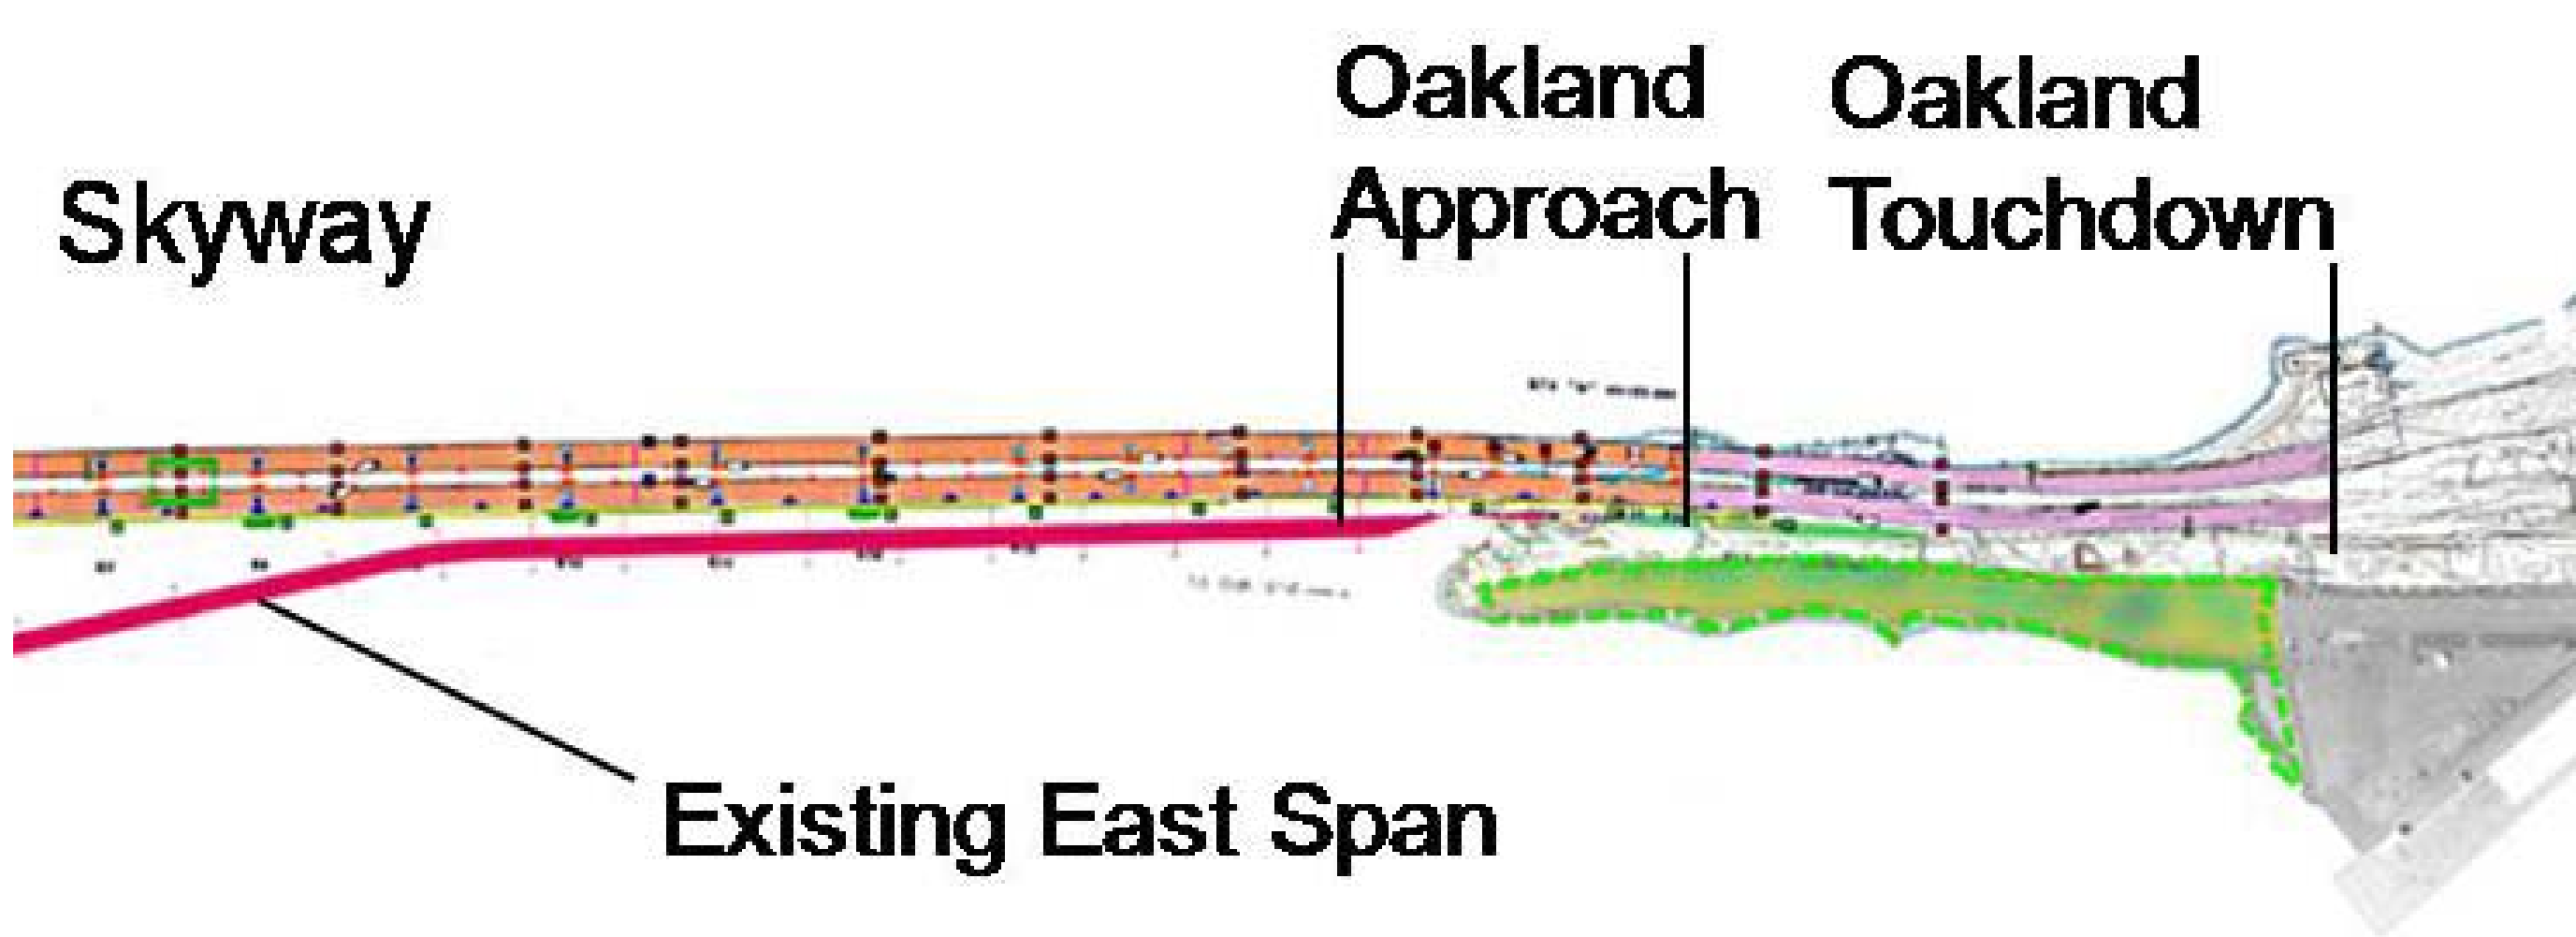 Oakland
Approach
Oakland
Touchdown
Skyway
Existing East Span